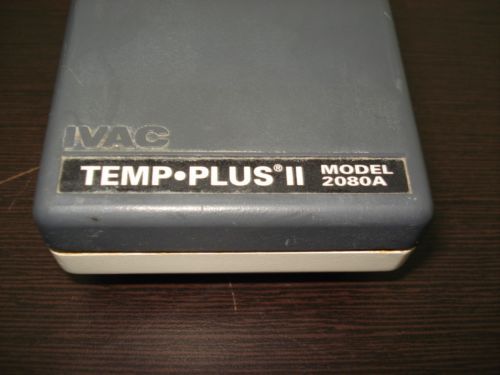 IVAC
TEMP•PLUS® II MODEL 2080A